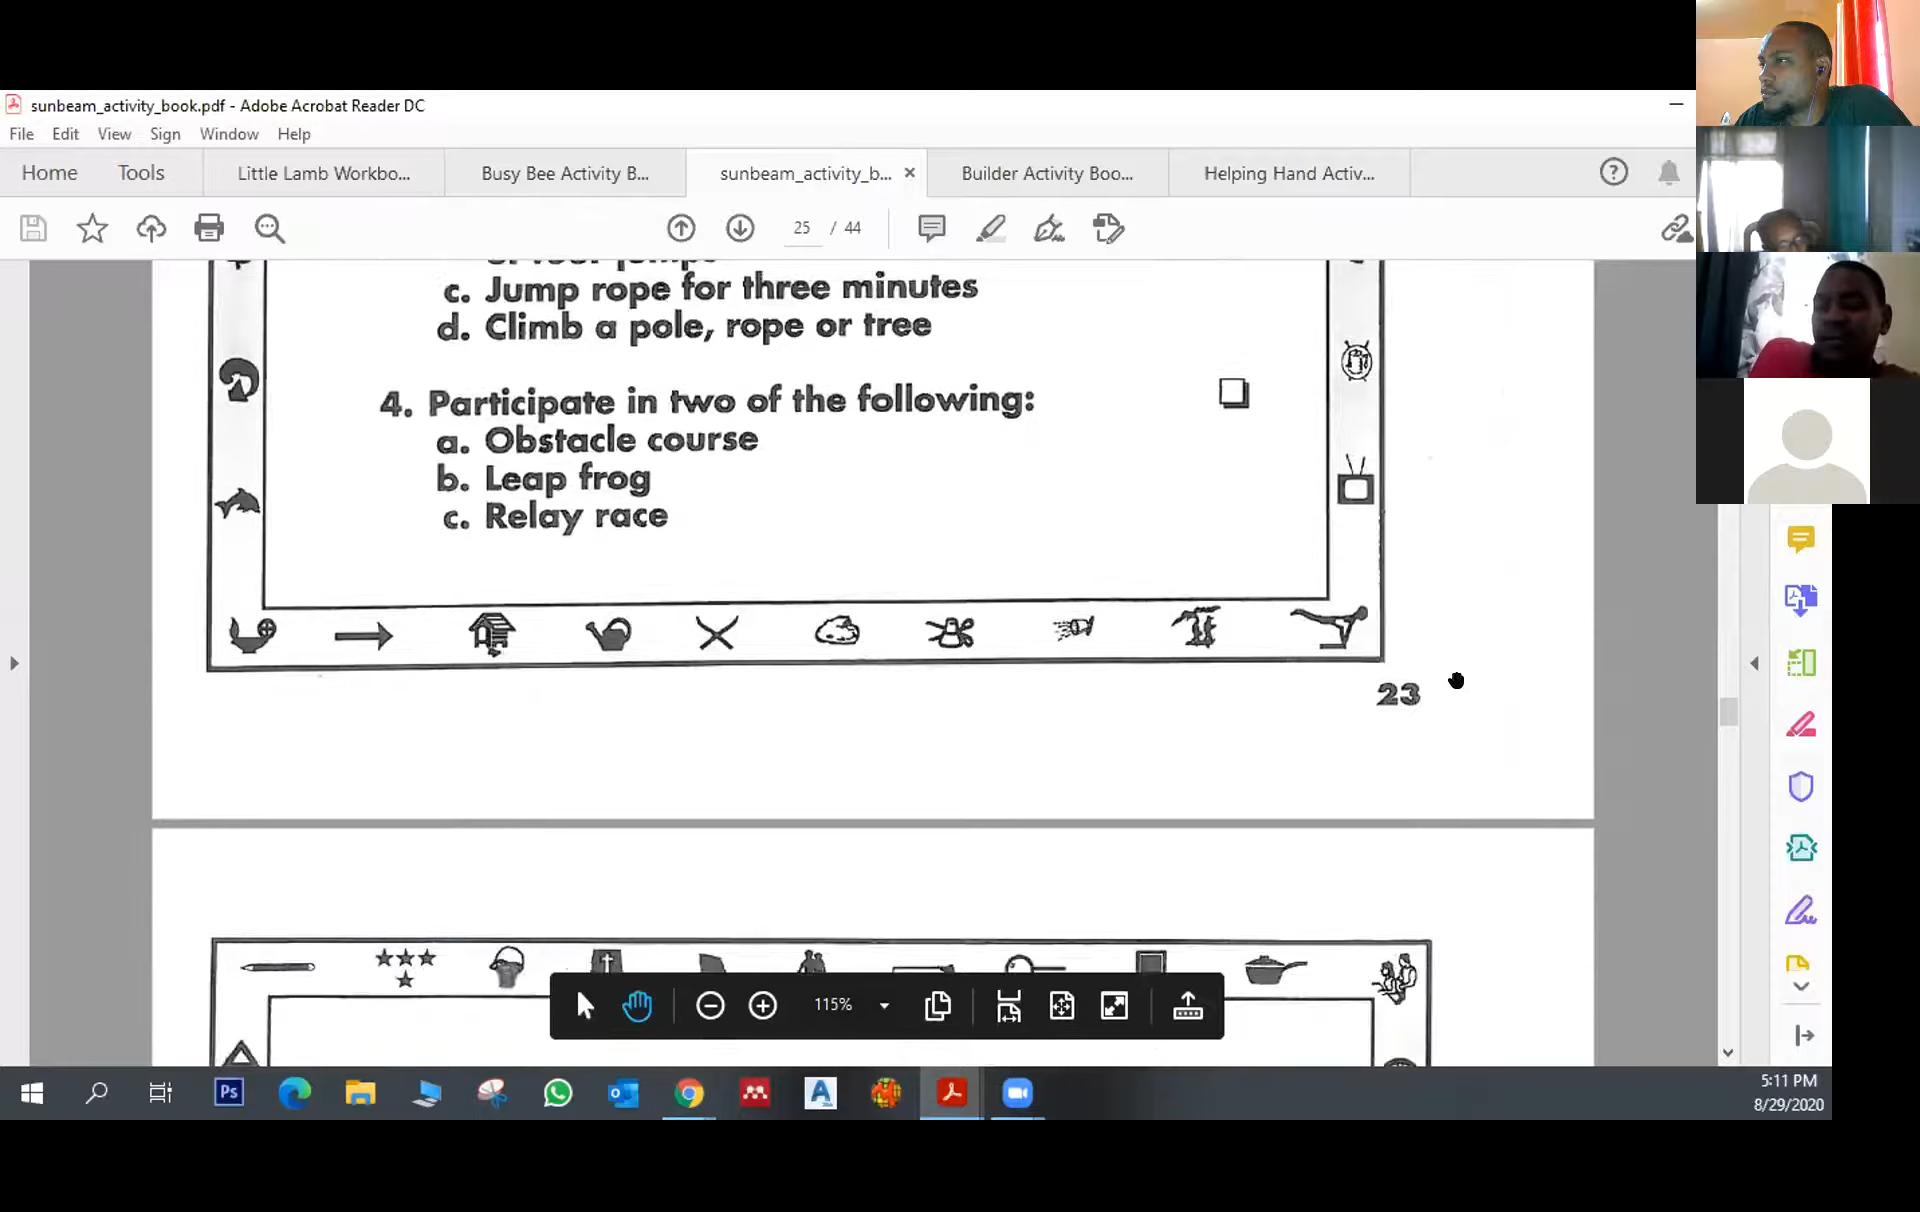 sunbeam_activity_book.pdf - Adobe Acrobat Reader DC
File Edit View Sign Window Help
Home Tools Little Lamb Workbo... Busy Bee Activity B... sunbeam_activity_b... Builder Activity Boo... Helping Hand Activ...
25 / 44
c. Jump rope for three minutes
d. Climb a pole, rope or tree
4. Participate in two of the following:
a. Obstacle course
b. Leap frog
c. Relay race
23
115%
Ps
5:11 PM
8/29/2020